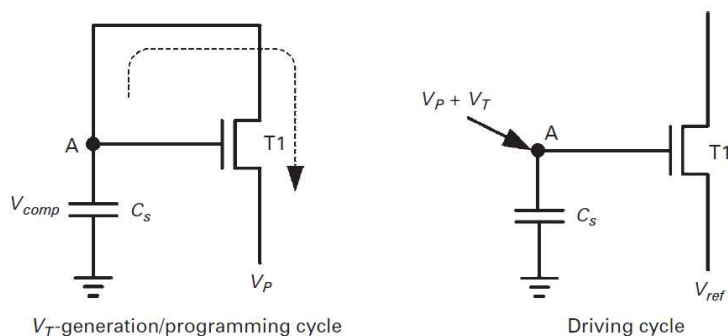 A
T1
V_comp
C_s
V_P
V_T-generation/programming cycle
V_P + V_T
A
T1
C_s
V_ref
Driving cycle